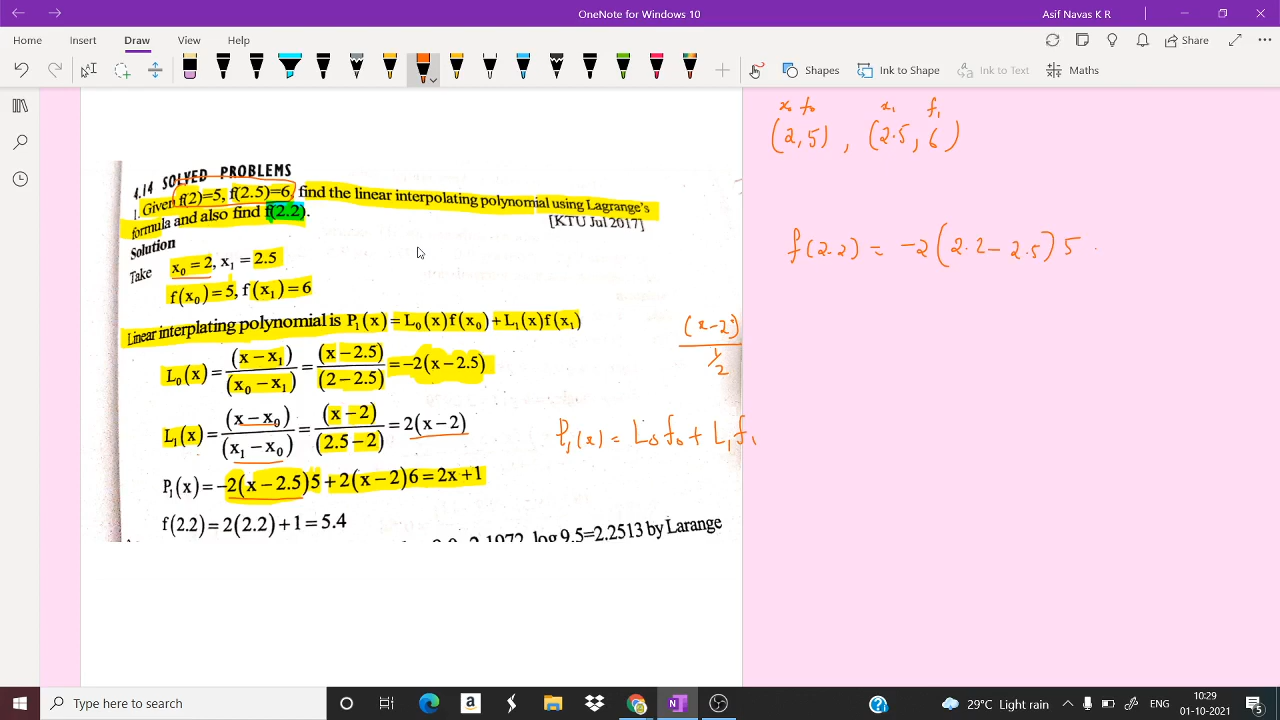 OneNote for Windows 10
Asif Navas K R
Home Insert Draw View Help
Share
Shapes Ink to Shape Ink to Text Maths
x₀ f₀ x₁ f₁
(2,5) , (2.5, 6)
4.14 SOLVED PROBLEMS
1. Given f(2)=5, f(2.5)=6, find the linear interpolating polynomial using Lagrange's
formula and also find f(2.2).
[KTU Jul 2017]
Solution
Take x₀ = 2, x₁ = 2.5
f(x₀) = 5, f(x₁) = 6
Linear interplating polynomial is P₁(x) = L₀(x)f(x₀) + L₁(x)f(x₁)
L₀(x) = (x − x₁)/(x₀ − x₁) = (x − 2.5)/(2 − 2.5) = −2(x − 2.5)
L₁(x) = (x − x₀)/(x₁ − x₀) = (x − 2)/(2.5 − 2) = 2(x − 2)
P₁(x) = −2(x − 2.5)5 + 2(x − 2)6 = 2x + 1
f(2.2) = 2(2.2) + 1 = 5.4
log 9.5=2.2513 by Larange
f(2.2) = −2(2.2 − 2.5)5
(x−2)/(1/2)
P₁(x) = L₀f₀ + L₁f₁
Type here to search
29°C Light rain
ENG
10:29
01-10-2021